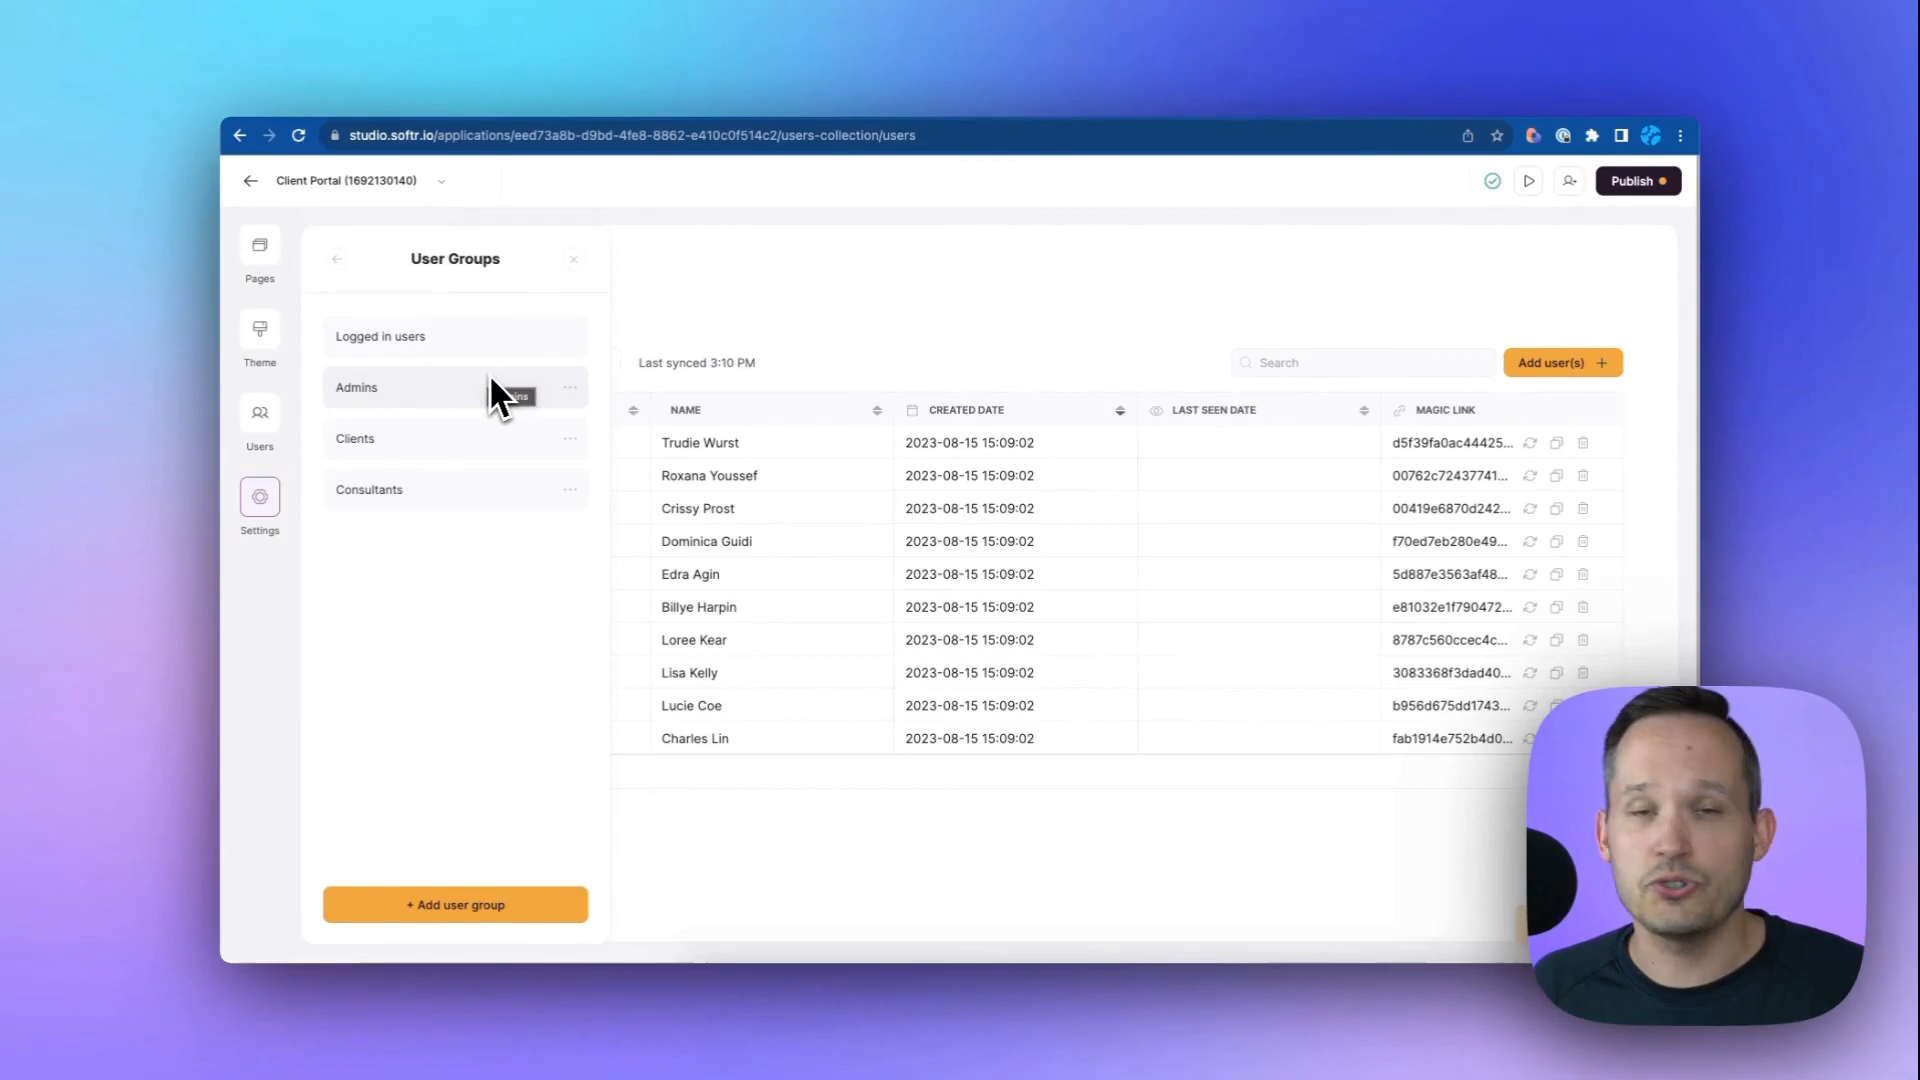 studio.softr.io/applications/eed73a8b-d9bd-4fe8-8862-e410c0f514c2/users-collection/users
Client Portal (1692130140)
Publish
Pages
Theme
Users
Settings
User Groups
Logged in users
Admins
Clients
Consultants
+ Add user group
Last synced 3:10 PM
Search
Add user(s) +
NAME CREATED DATE LAST SEEN DATE MAGIC LINK
Trudie Wurst 2023-08-15 15:09:02 d5f39fa0ac44425...
Roxana Youssef 2023-08-15 15:09:02 00762c72437741...
Crissy Prost 2023-08-15 15:09:02 00419e6870d242...
Dominica Guidi 2023-08-15 15:09:02 f70ed7eb280e49...
Edra Agin 2023-08-15 15:09:02 5d887e3563af48...
Billye Harpin 2023-08-15 15:09:02 e81032e1f790472...
Loree Kear 2023-08-15 15:09:02 8787c560ccec4c...
Lisa Kelly 2023-08-15 15:09:02 3083368f3dad40...
Lucie Coe 2023-08-15 15:09:02 b956d675dd1743...
Charles Lin 2023-08-15 15:09:02 fab1914e752b4d0...